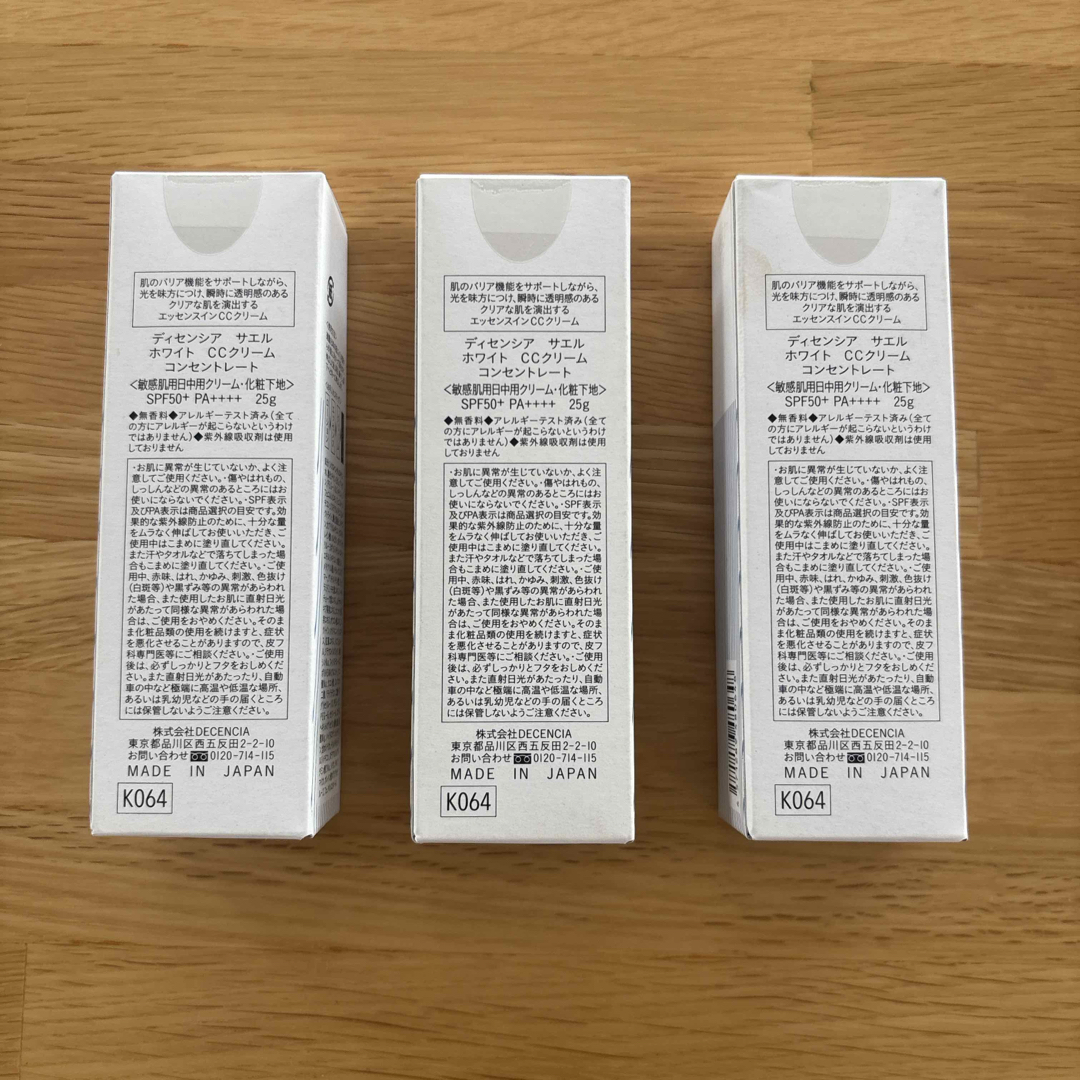 肌のバリア機能をサポートしながら、
光を味方につけ、瞬時に透明感のある
クリアな肌を演出する
エッセンスインCCクリーム
ディセンシア サエル
ホワイト CCクリーム
コンセントレート
〈敏感肌用日中用クリーム・化粧下地〉
SPF50+ PA++++ 25g
◆無香料◆アレルギーテスト済み(全て
の方にアレルギーが起こらないというわけ
ではありません)◆紫外線吸収剤は使用
しておりません
・お肌に異常が生じていないか、よく注
意してご使用ください。・傷やはれもの、
しっしんなどの異常のあるところにはお
使いにならないでください。・SPF表示
及びPA表示は商品選択の目安です。効
果的な紫外線防止のために、十分な量
をムラなく伸ばしてお使いいただき、ご
使用中はこまめに塗り直してください。
また汗やタオルなどで落ちてしまった場
合もこまめに塗り直してください。・ご使
用中、赤味、はれ、かゆみ、刺激、色抜け
(白斑等)や黒ずみ等の異常があらわれ
た場合、また使用したお肌に直射日光
があたって同様な異常があらわれた場
合は、ご使用をおやめください。そのま
ま化粧品類の使用を続けますと、症状
を悪化させることがありますので、皮フ
科専門医等にご相談ください。・ご使用
後は、必ずしっかりとフタをおしめくだ
さい。また直射日光があたったり、自動
車の中など極端に高温や低温な場所、
あるいは乳幼児などの手の届くところ
には保管しないようご注意ください。
株式会社DECENCIA
東京都品川区西五反田2-2-10
お問い合わせ 0120-714-115
MADE IN JAPAN
K064
肌のバリア機能をサポートしながら、
光を味方につけ、瞬時に透明感のある
クリアな肌を演出する
エッセンスインCCクリーム
ディセンシア サエル
ホワイト CCクリーム
コンセントレート
〈敏感肌用日中用クリーム・化粧下地〉
SPF50+ PA++++ 25g
◆無香料◆アレルギーテスト済み(全て
の方にアレルギーが起こらないというわけ
ではありません)◆紫外線吸収剤は使用
しておりません
・お肌に異常が生じていないか、よく注
意してご使用ください。・傷やはれもの、
しっしんなどの異常のあるところにはお
使いにならないでください。・SPF表示
及びPA表示は商品選択の目安です。効
果的な紫外線防止のために、十分な量
をムラなく伸ばしてお使いいただき、ご
使用中はこまめに塗り直してください。
また汗やタオルなどで落ちてしまった場
合もこまめに塗り直してください。・ご使
用中、赤味、はれ、かゆみ、刺激、色抜け
(白斑等)や黒ずみ等の異常があらわれ
た場合、また使用したお肌に直射日光
があたって同様な異常があらわれた場
合は、ご使用をおやめください。そのま
ま化粧品類の使用を続けますと、症状
を悪化させることがありますので、皮フ
科専門医等にご相談ください。・ご使用
後は、必ずしっかりとフタをおしめくだ
さい。また直射日光があたったり、自動
車の中など極端に高温や低温な場所、
あるいは乳幼児などの手の届くところ
には保管しないようご注意ください。
株式会社DECENCIA
東京都品川区西五反田2-2-10
お問い合わせ 0120-714-115
MADE IN JAPAN
K064
肌のバリア機能をサポートしながら、
光を味方につけ、瞬時に透明感のある
クリアな肌を演出する
エッセンスインCCクリーム
ディセンシア サエル
ホワイト CCクリーム
コンセントレート
〈敏感肌用日中用クリーム・化粧下地〉
SPF50+ PA++++ 25g
◆無香料◆アレルギーテスト済み(全て
の方にアレルギーが起こらないというわけ
ではありません)◆紫外線吸収剤は使用
しておりません
・お肌に異常が生じていないか、よく注
意してご使用ください。・傷やはれもの、
しっしんなどの異常のあるところにはお
使いにならないでください。・SPF表示
及びPA表示は商品選択の目安です。効
果的な紫外線防止のために、十分な量
をムラなく伸ばしてお使いいただき、ご
使用中はこまめに塗り直してください。
また汗やタオルなどで落ちてしまった場
合もこまめに塗り直してください。・ご使
用中、赤味、はれ、かゆみ、刺激、色抜け
(白斑等)や黒ずみ等の異常があらわれ
た場合、また使用したお肌に直射日光
があたって同様な異常があらわれた場
合は、ご使用をおやめください。そのま
ま化粧品類の使用を続けますと、症状
を悪化させることがありますので、皮フ
科専門医等にご相談ください。・ご使用
後は、必ずしっかりとフタをおしめくだ
さい。また直射日光があたったり、自動
車の中など極端に高温や低温な場所、
あるいは乳幼児などの手の届くところ
には保管しないようご注意ください。
株式会社DECENCIA
東京都品川区西五反田2-2-10
お問い合わせ 0120-714-115
MADE IN JAPAN
K064